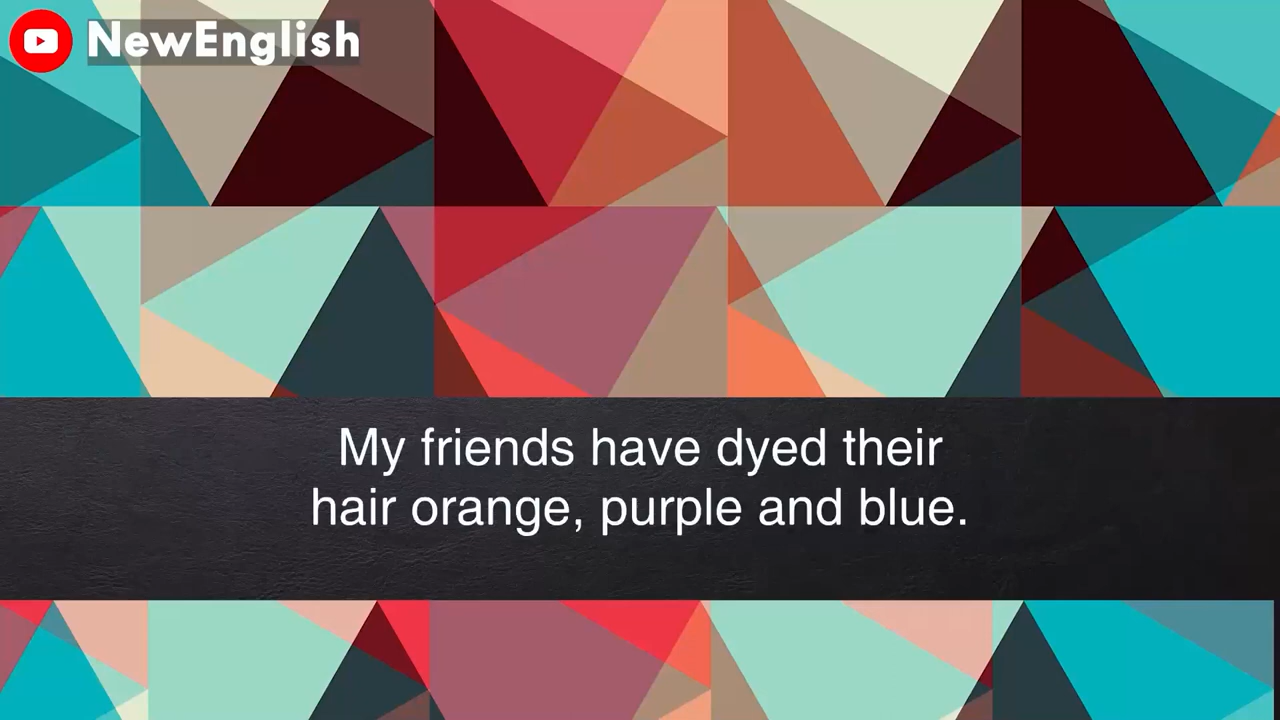 NewEnglish
My friends have dyed their
hair orange, purple and blue.